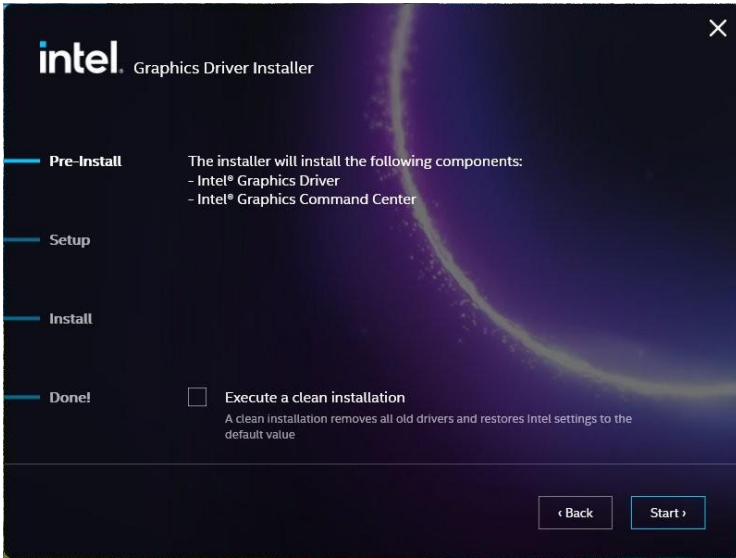 intel. Graphics Driver Installer
Pre-Install
The installer will install the following components:
- Intel® Graphics Driver
- Intel® Graphics Command Center
Setup
Install
Done!
Execute a clean installation
A clean installation removes all old drivers and restores Intel settings to the
default value
‹ Back
Start ›